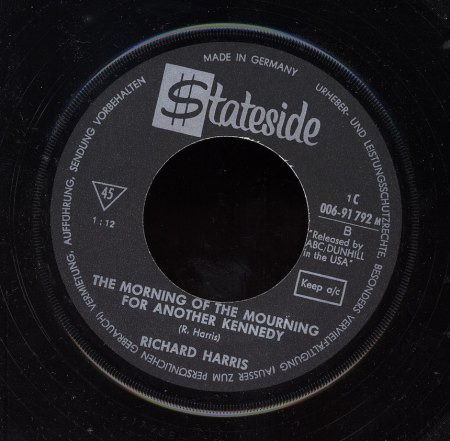 MADE IN GERMANY
Stateside
45
1:12
1 C
006-91 792 M
B
"Released by
ABC/DUNHILL
in the USA"
Keep a/c
THE MORNING OF THE MOURNING
FOR ANOTHER KENNEDY
(R. Harris)
RICHARD HARRIS
URHEBER- UND LEISTUNGSSCHUTZRECHTE, BESONDERS VERVIELFÄLTIGUNG (AUSSER ZUM PERSÖNLICHEN GEBRAUCH) VERMIETUNG, AUFFÜHRUNG, SENDUNG VORBEHALTEN